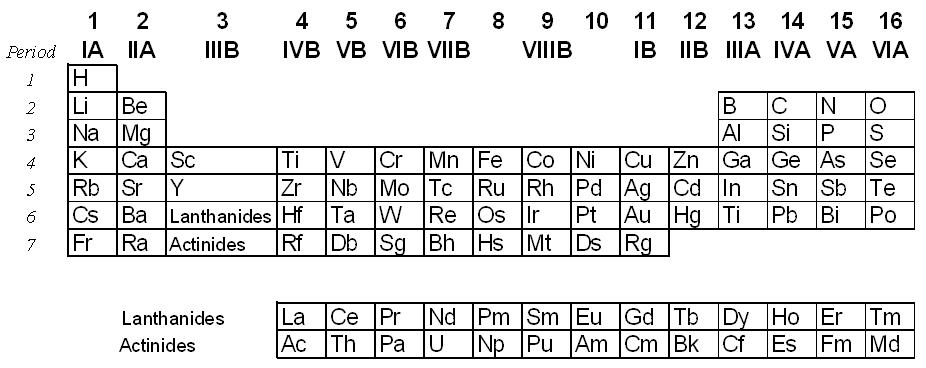 1 2 3 4 5 6 7 8 9 10 11 12 13 14 15 16
Period IA IIA IIIB IVB VB VIB VIIB VIIIB IB IIB IIIA IVA VA VIA
1 H
2 Li Be B C N O
3 Na Mg Al Si P S
4 K Ca Sc Ti V Cr Mn Fe Co Ni Cu Zn Ga Ge As Se
5 Rb Sr Y Zr Nb Mo Tc Ru Rh Pd Ag Cd In Sn Sb Te
6 Cs Ba Lanthanides Hf Ta W Re Os Ir Pt Au Hg Ti Pb Bi Po
7 Fr Ra Actinides Rf Db Sg Bh Hs Mt Ds Rg
Lanthanides La Ce Pr Nd Pm Sm Eu Gd Tb Dy Ho Er Tm
Actinides Ac Th Pa U Np Pu Am Cm Bk Cf Es Fm Md